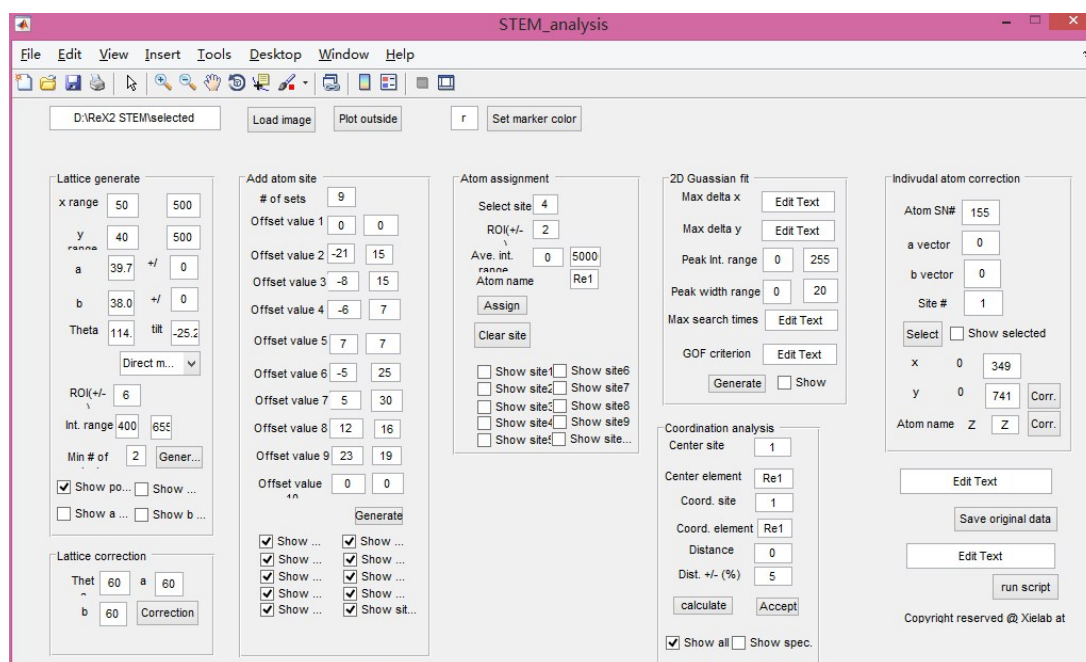 STEM_analysis
File Edit View Insert Tools Desktop Window Help
D:\ReX2 STEM\selected Load image Plot outside r Set marker color
Lattice generate
x range 50 500
y 40 500
a 39.7 +/ 0
b 38.0 +/ 0
Theta 114. tilt -25.2
Direct m...
ROI(+/- 6
Int. range 400 655
Min # of 2 Gener...
Show po... Show ...
Show a ... Show b ...
Lattice correction
Thet 60 a 60
b 60 Correction
Add atom site
# of sets 9
Offset value 1 0 0
Offset value 2 -21 15
Offset value 3 -8 15
Offset value 4 -6 7
Offset value 5 7 7
Offset value 6 -5 25
Offset value 7 5 30
Offset value 8 12 16
Offset value 9 23 19
Offset value 0 0
Generate
Show ... Show ...
Show ... Show ...
Show ... Show ...
Show ... Show ...
Show ... Show sit...
Atom assignment
Select site 4
ROI(+/- 2
Ave. int. 0 5000
Atom name Re1
Assign
Clear site
Show site1 Show site6
Show site2 Show site7
Show site3 Show site8
Show site4 Show site9
Show site5 Show site...
2D Guassian fit
Max delta x Edit Text
Max delta y Edit Text
Peak Int. range 0 255
Peak width range 0 20
Max search times Edit Text
GOF criterion Edit Text
Generate Show
Coordination analysis
Center site 1
Center element Re1
Coord. site 1
Coord. element Re1
Distance 0
Dist. +/- (%) 5
calculate Accept
Show all Show spec.
Indivudal atom correction
Atom SN# 155
a vector 0
b vector 0
Site # 1
Select Show selected
x 0 349
y 0 741 Corr.
Atom name Z Z Corr.
Edit Text
Save original data
Edit Text
run script
Copyright reserved @ Xielab at